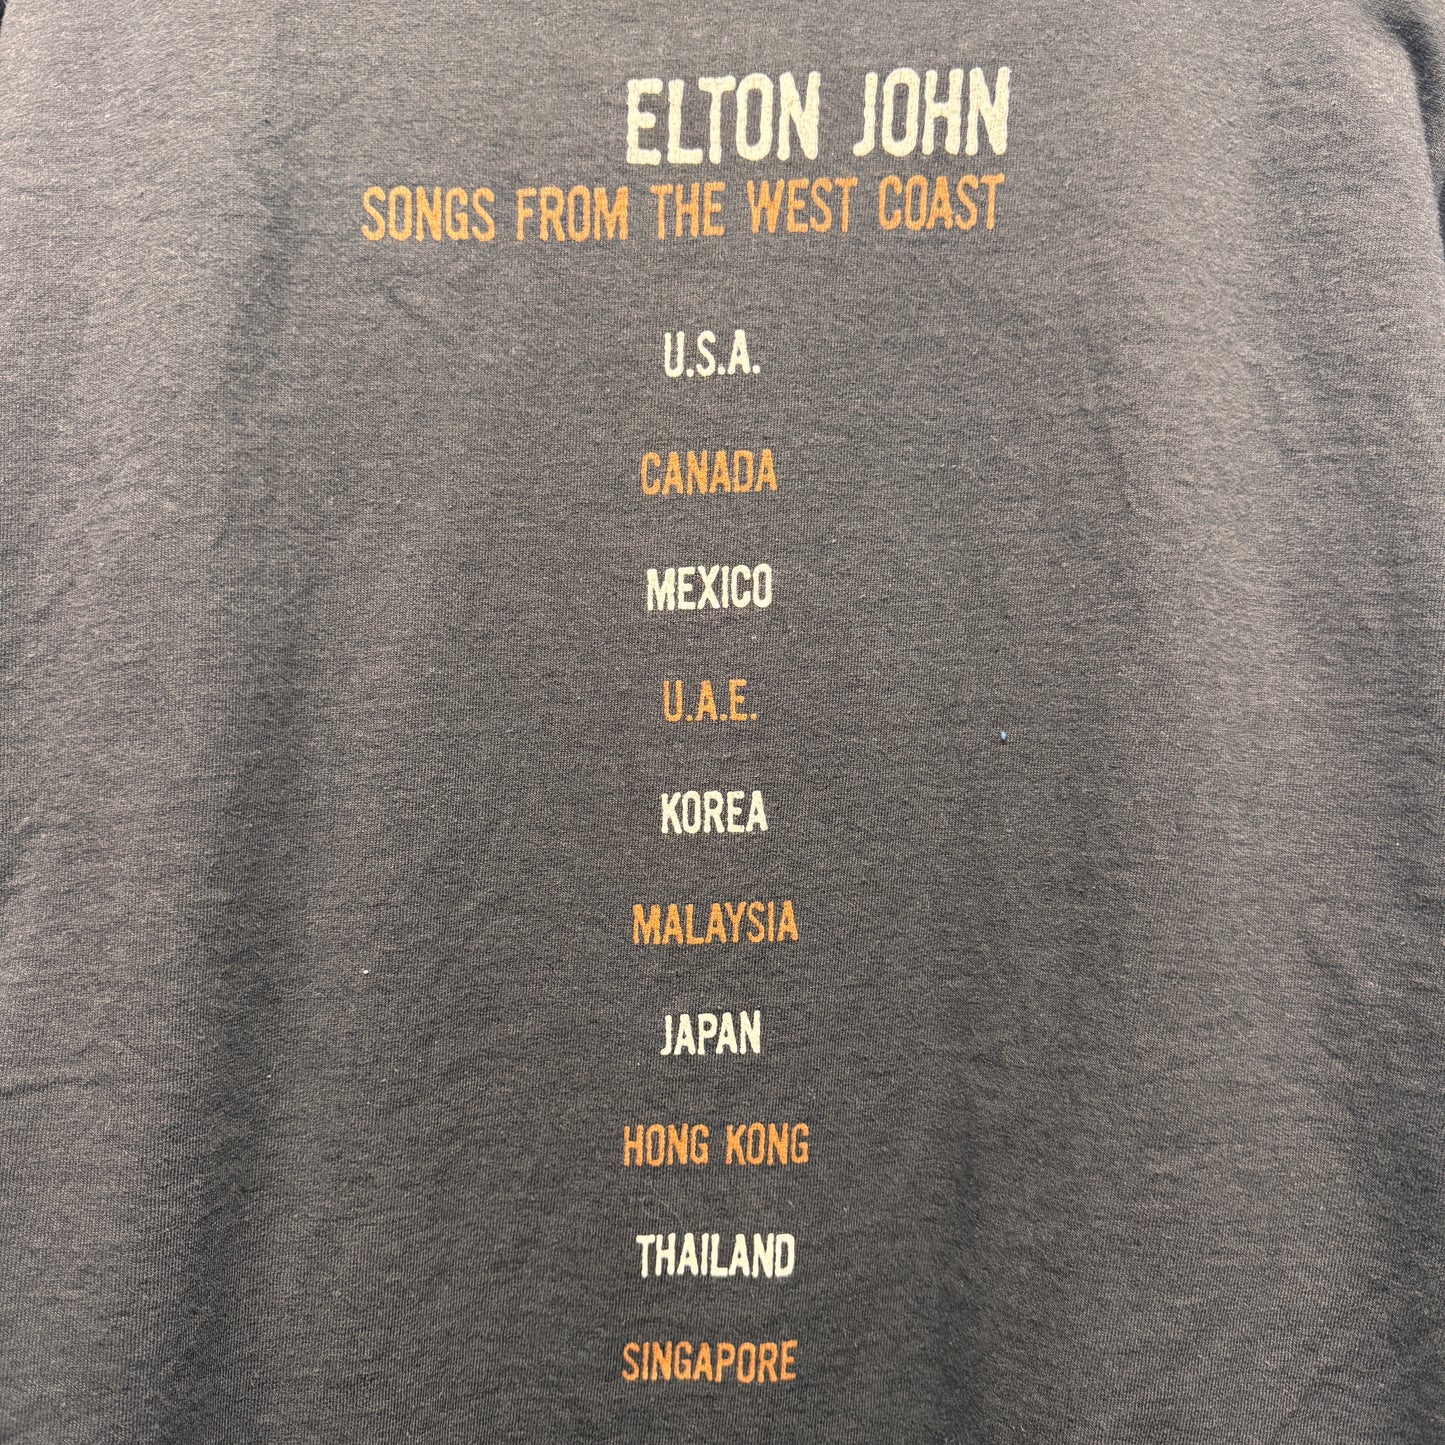 ELTON JOHN
SONGS FROM THE WEST COAST
U.S.A.
CANADA
MEXICO
U.A.E.
KOREA
MALAYSIA
JAPAN
HONG KONG
THAILAND
SINGAPORE